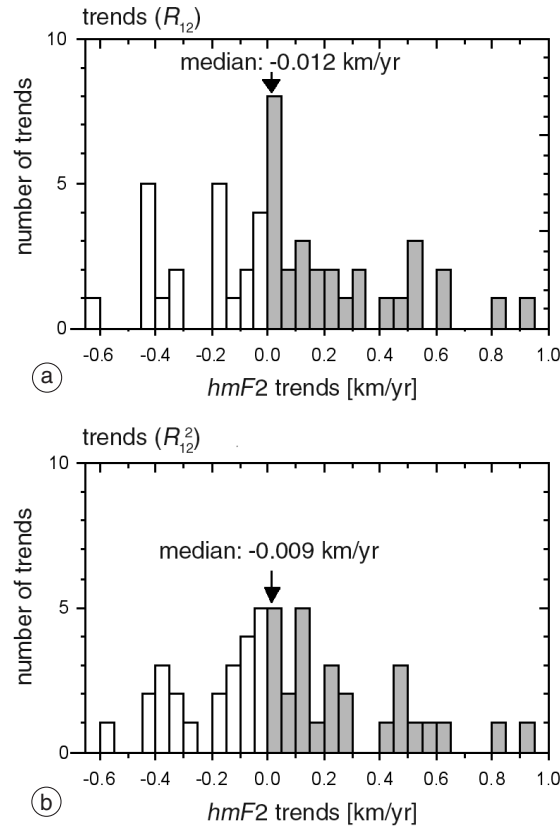 trends (R₁₂)
median: -0.012 km/yr
number of trends
10
5
0
-0.6 -0.4 -0.2 0.0 0.2 0.4 0.6 0.8 1.0
a
hmF2 trends [km/yr]
trends (R₁₂²)
median: -0.009 km/yr
number of trends
10
5
0
-0.6 -0.4 -0.2 0.0 0.2 0.4 0.6 0.8 1.0
b
hmF2 trends [km/yr]